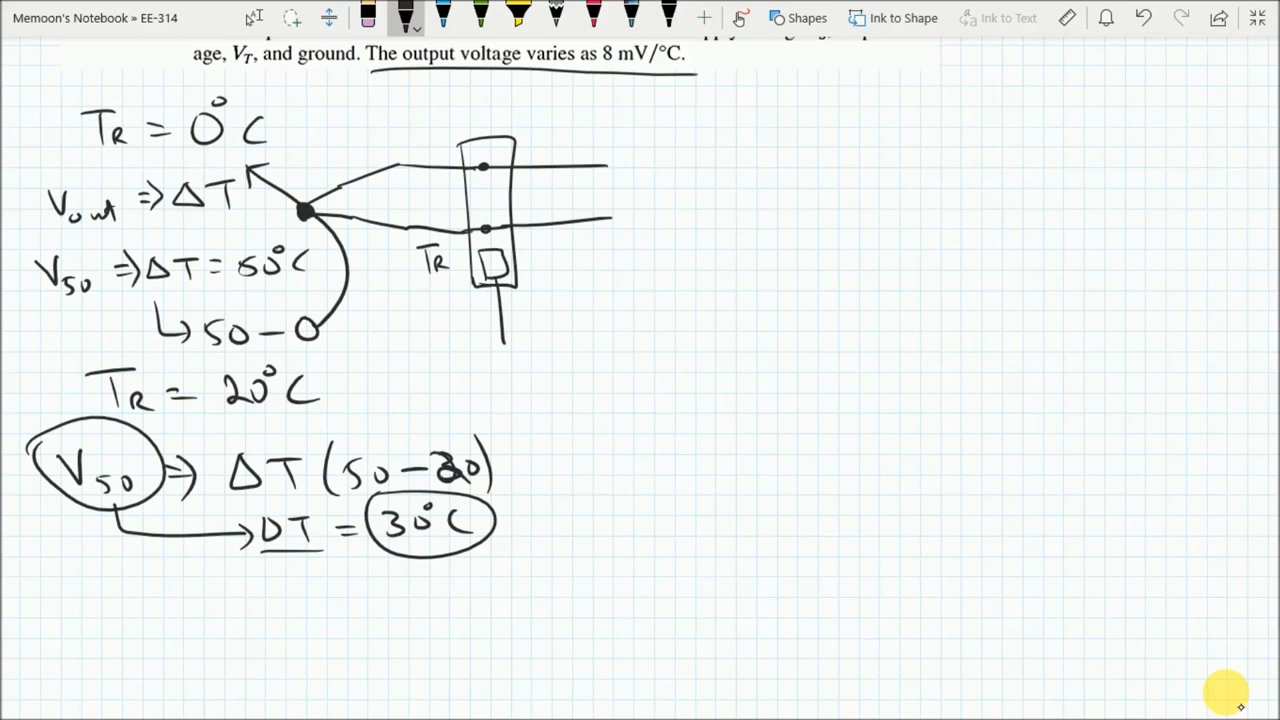 Memoon's Notebook » EE-314
Shapes
Ink to Shape
Ink to Text
age, V_T, and ground. The output voltage varies as 8 mV/°C.
T_R = 0°C
V_out ⇒ ΔT
V_50 ⇒ ΔT = 50°C
↳ 50 - 0
T_R
T_R = 20°C
V_50 ⇒ ΔT (50 - 20)
→ DT = 30°C